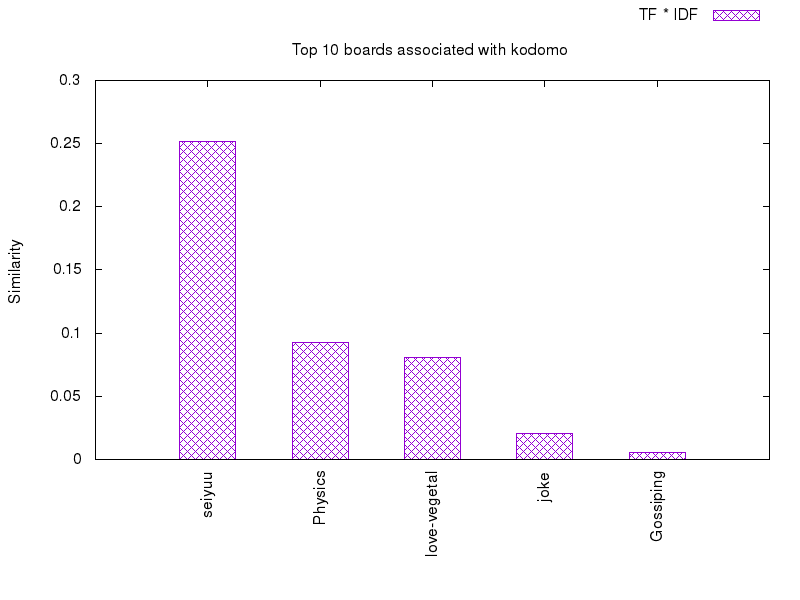 TF * IDF
Top 10 boards associated with kodomo
Similarity
0.3
0.25
0.2
0.15
0.1
0.05
0
seiyuu
Physics
love-vegetal
joke
Gossiping